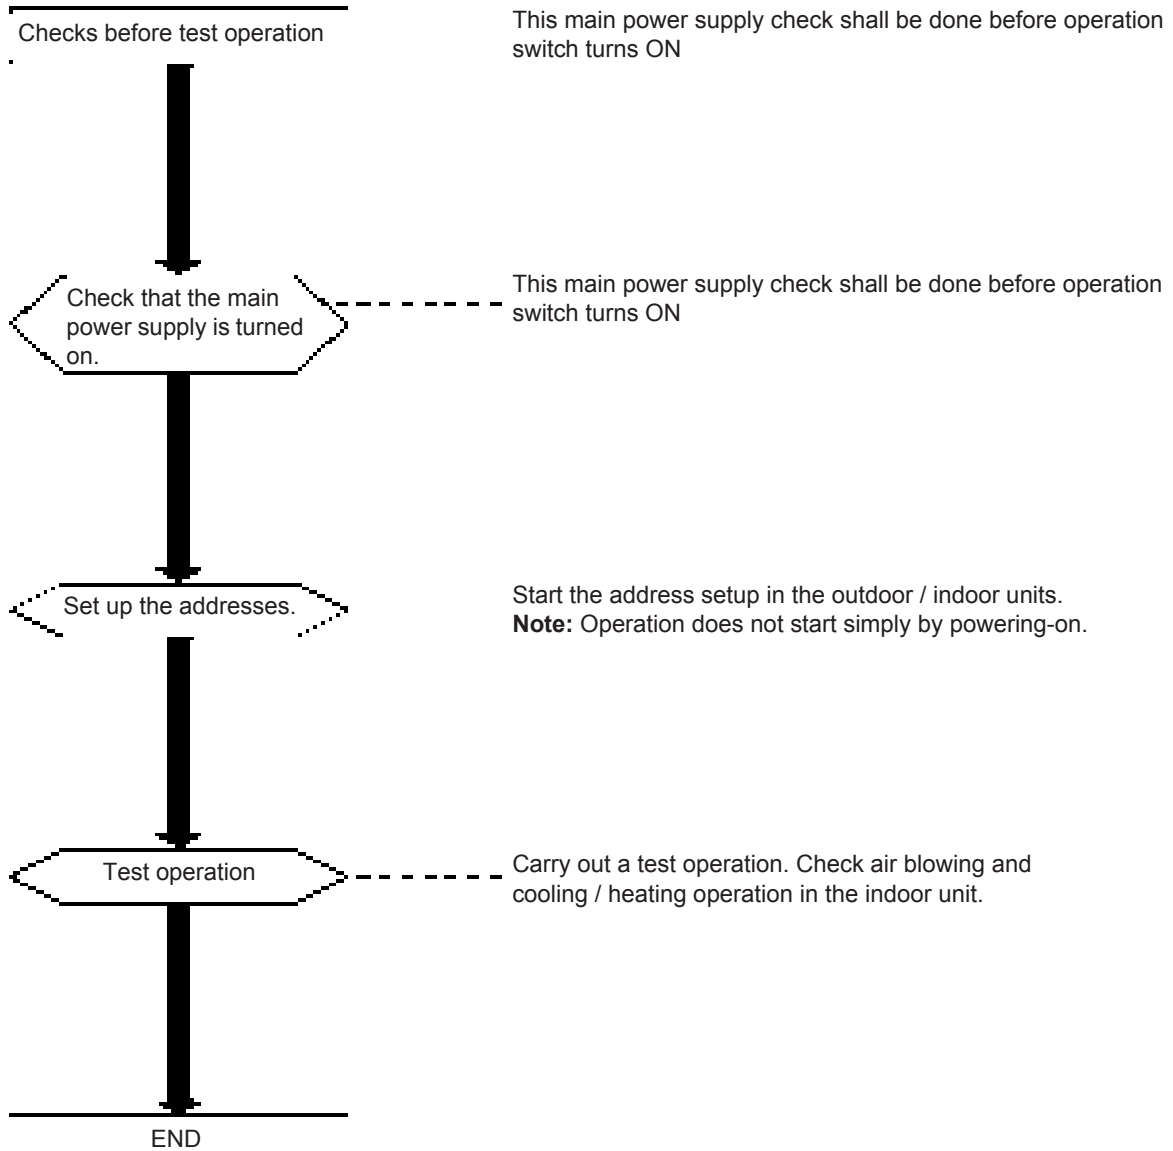 Checks before test operation
This main power supply check shall be done before operation
switch turns ON
Check that the main
power supply is turned
on.
This main power supply check shall be done before operation
switch turns ON
Set up the addresses.
Start the address setup in the outdoor / indoor units.
Note: Operation does not start simply by powering-on.
Test operation
Carry out a test operation. Check air blowing and
cooling / heating operation in the indoor unit.
END